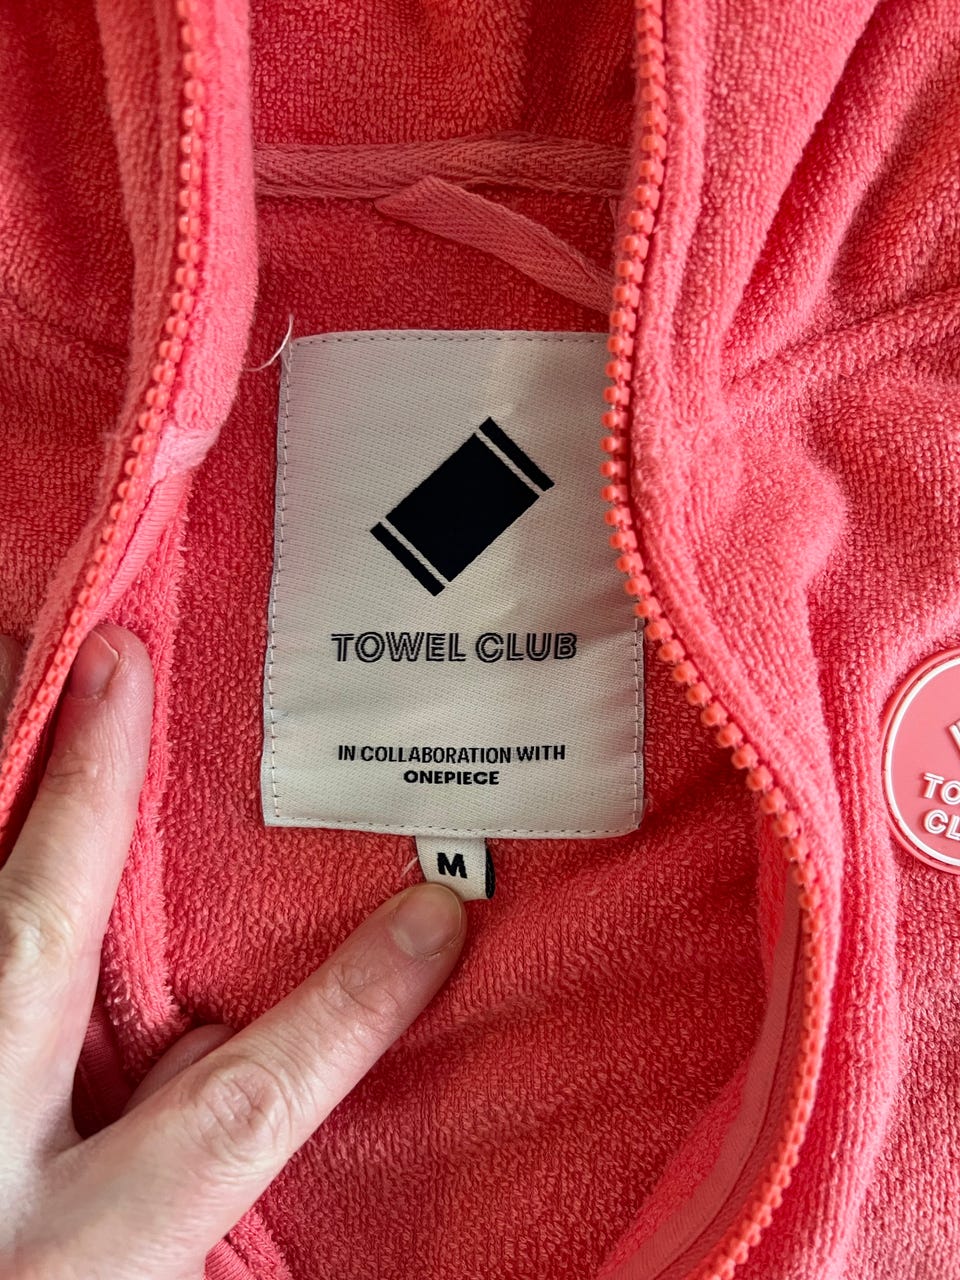 TOWEL CLUB
IN COLLABORATION WITH
ONEPIECE
M